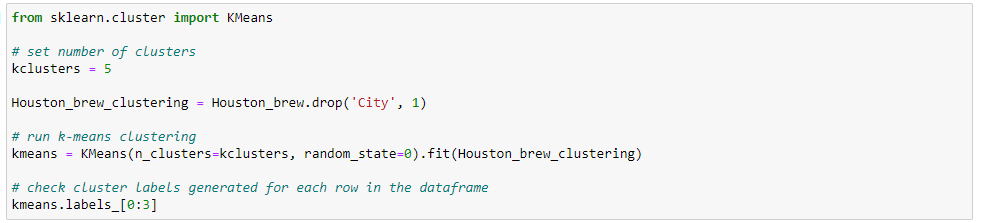 from sklearn.cluster import KMeans
# set number of clusters
kclusters = 5
Houston_brew_clustering = Houston_brew.drop('City', 1)
# run k-means clustering
kmeans = KMeans(n_clusters=kclusters, random_state=0).fit(Houston_brew_clustering)
# check cluster labels generated for each row in the dataframe
kmeans.labels_[0:3]